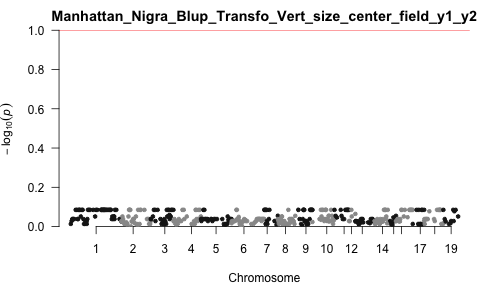 Manhattan_Nigra_Blup_Transfo_Vert_size_center_field_y1_y2
1.0
0.8
0.6
0.4
0.2
0.0
− log10(p)
1 2 3 4 5 6 7 8 9 10 12 14 17 19
Chromosome